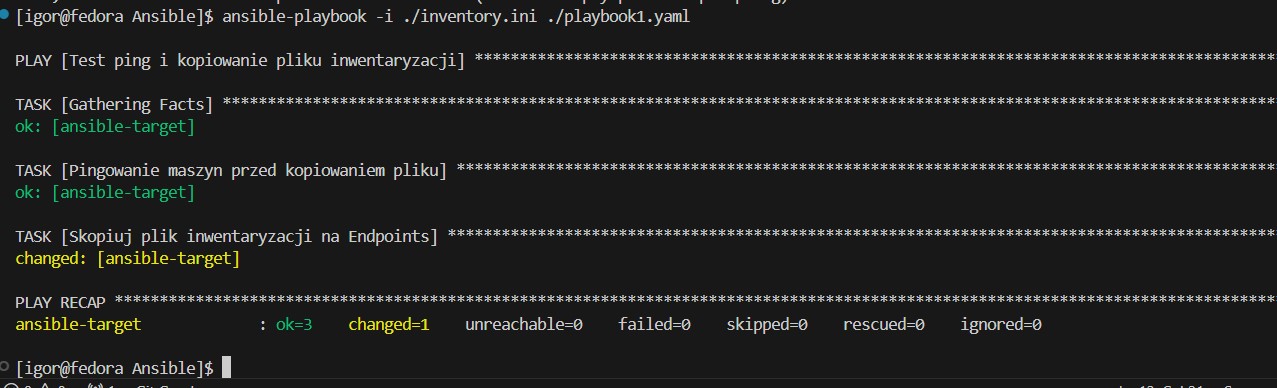 [igor@fedora Ansible]$ ansible-playbook -i ./inventory.ini ./playbook1.yaml
PLAY [Test ping i kopiowanie pliku inwentaryzacji] ****************************************************************************************
TASK [Gathering Facts] ********************************************************************************************************************
ok: [ansible-target]
TASK [Pingowanie maszyn przed kopiowaniem pliku] ******************************************************************************************
ok: [ansible-target]
TASK [Skopiuj plik inwentaryzacji na Endpoints] *******************************************************************************************
changed: [ansible-target]
PLAY RECAP ********************************************************************************************************************************
ansible-target             : ok=3    changed=1    unreachable=0    failed=0    skipped=0    rescued=0    ignored=0
[igor@fedora Ansible]$